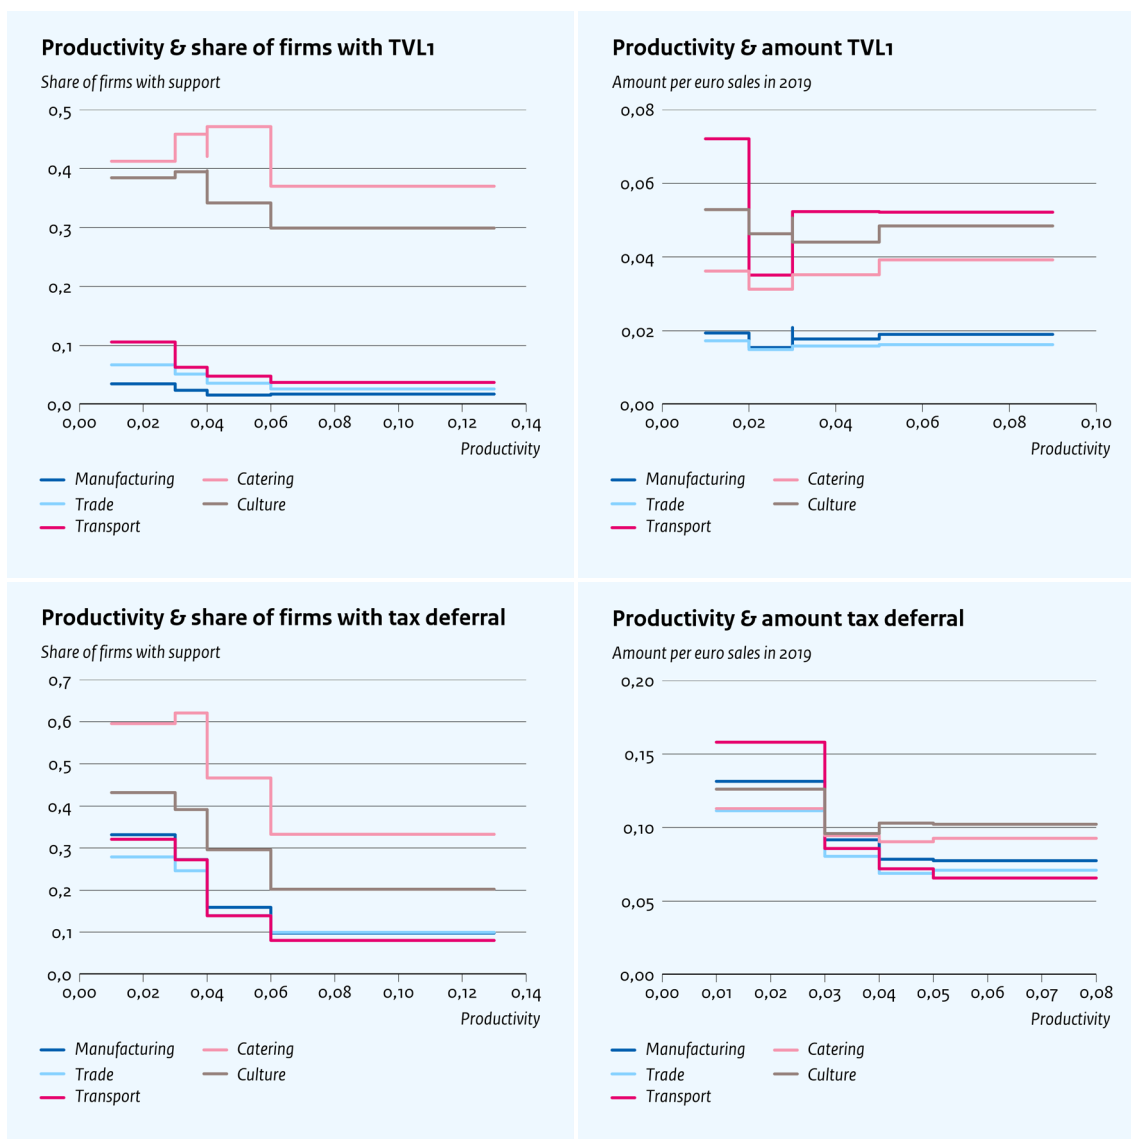 Productivity & share of firms with TVL1
Share of firms with support
0,5
0,4
0,3
0,2
0,1
0,0
0,00 0,02 0,04 0,06 0,08 0,10 0,12 0,14
Productivity
Manufacturing Catering
Trade Culture
Transport
Productivity & amount TVL1
Amount per euro sales in 2019
0,08
0,06
0,04
0,02
0,00
0,00 0,02 0,04 0,06 0,08 0,10
Productivity
Manufacturing Catering
Trade Culture
Transport
Productivity & share of firms with tax deferral
Share of firms with support
0,7
0,6
0,5
0,4
0,3
0,2
0,1
0,0
0,00 0,02 0,04 0,06 0,08 0,10 0,12 0,14
Productivity
Manufacturing Catering
Trade Culture
Transport
Productivity & amount tax deferral
Amount per euro sales in 2019
0,20
0,15
0,10
0,05
0,00
0,00 0,01 0,02 0,03 0,04 0,05 0,06 0,07 0,08
Productivity
Manufacturing Catering
Trade Culture
Transport